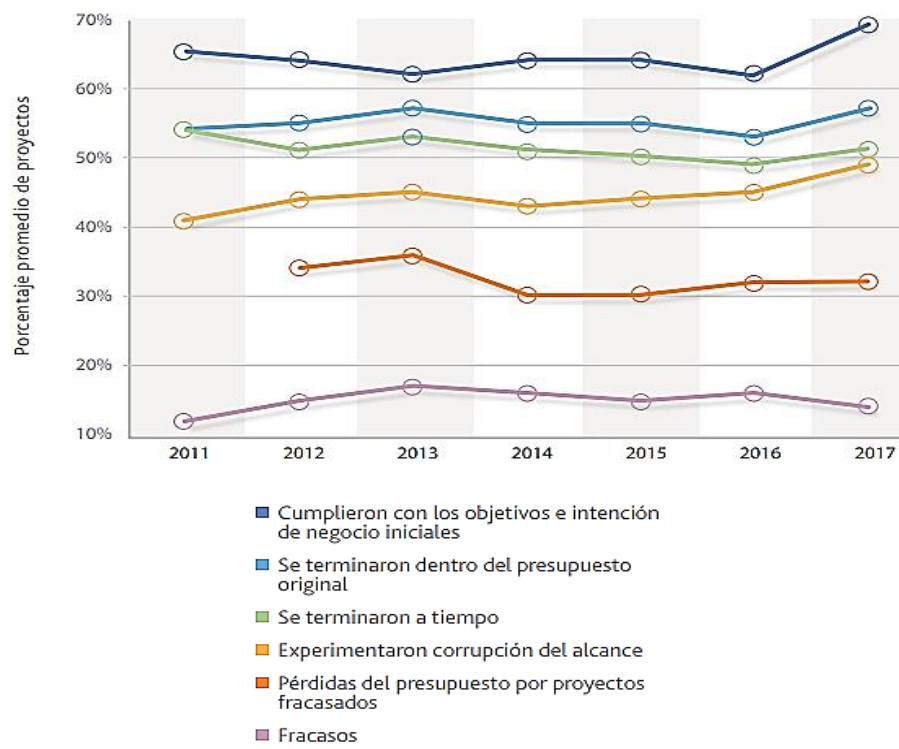 70%
60%
50%
40%
30%
20%
10%
Porcentaje promedio de proyectos
2011 2012 2013 2014 2015 2016 2017
Cumplieron con los objetivos e intención
de negocio iniciales
Se terminaron dentro del presupuesto
original
Se terminaron a tiempo
Experimentaron corrupción del alcance
Pérdidas del presupuesto por proyectos
fracasados
Fracasos